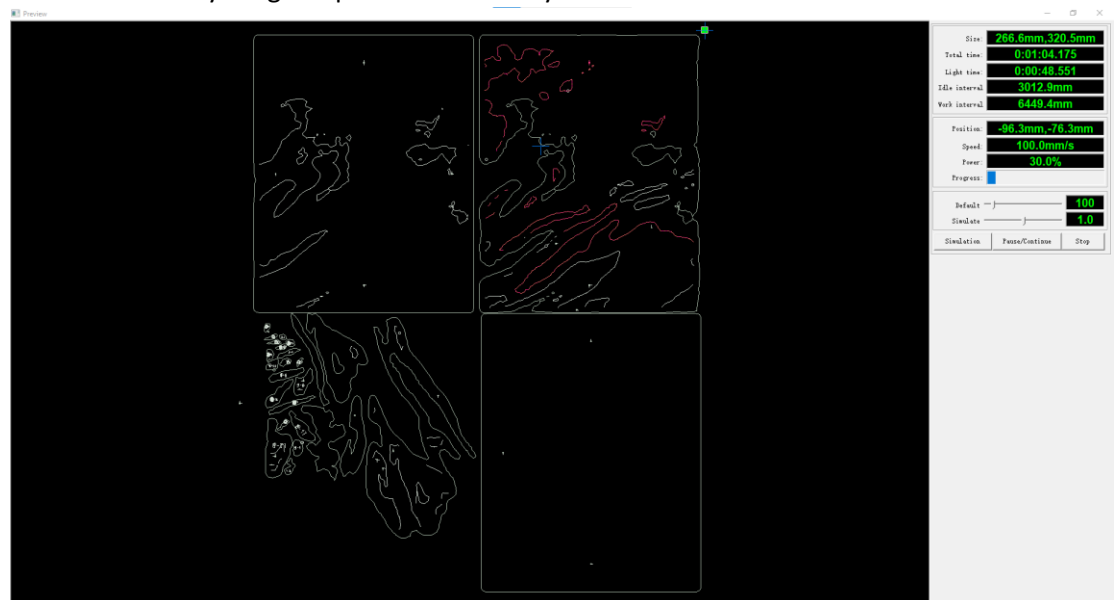 Preview
Size: 266.6mm,320.5mm
Total time: 0:01:04.175
Light time: 0:00:48.551
Idle interval 3012.9mm
Work interval 6449.4mm
Position: -96.3mm,-76.3mm
Speed: 100.0mm/s
Power: 30.0%
Progress:
Default 100
Simulate 1.0
Simulation Pause/Continue Stop